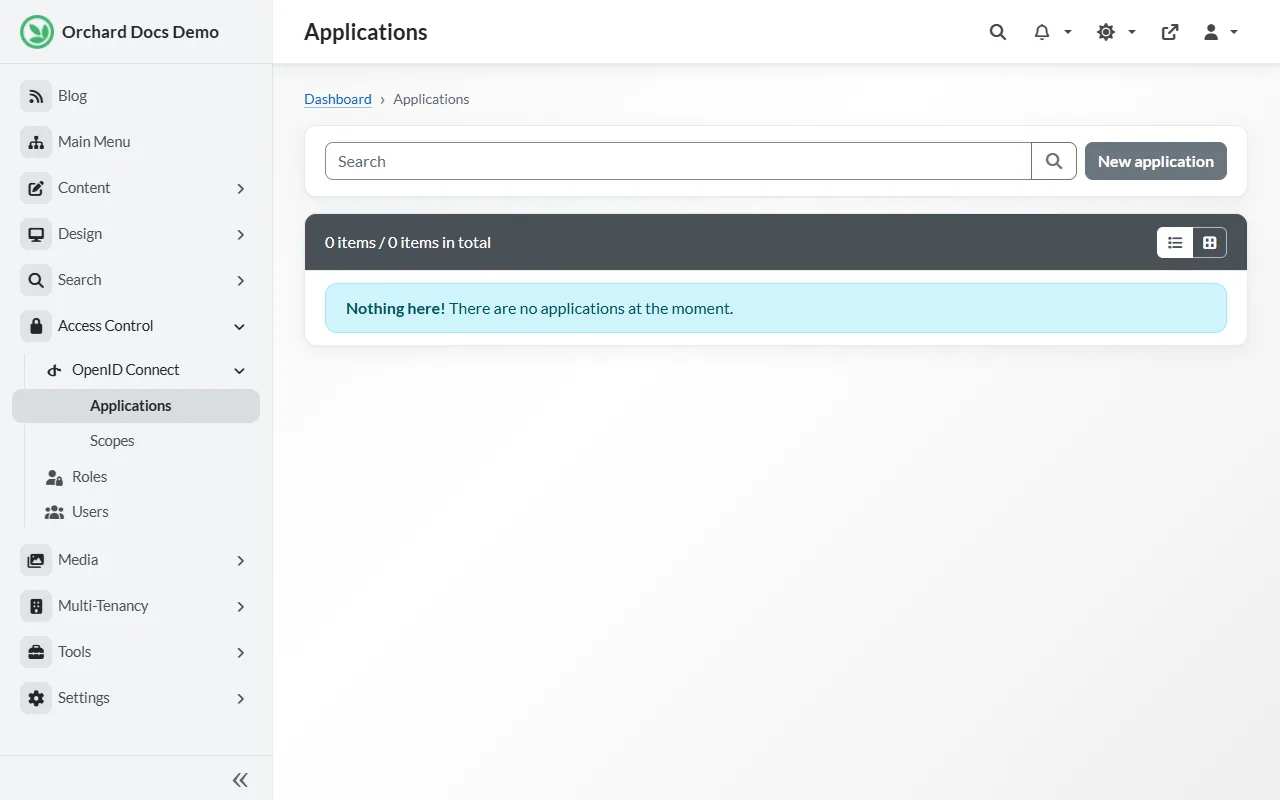 Orchard Docs Demo
Applications
Blog
Main Menu
Content
Design
Search
Access Control
OpenID Connect
Applications
Scopes
Roles
Users
Media
Multi-Tenancy
Tools
Settings
Dashboard › Applications
Search
New application
0 items / 0 items in total
Nothing here! There are no applications at the moment.